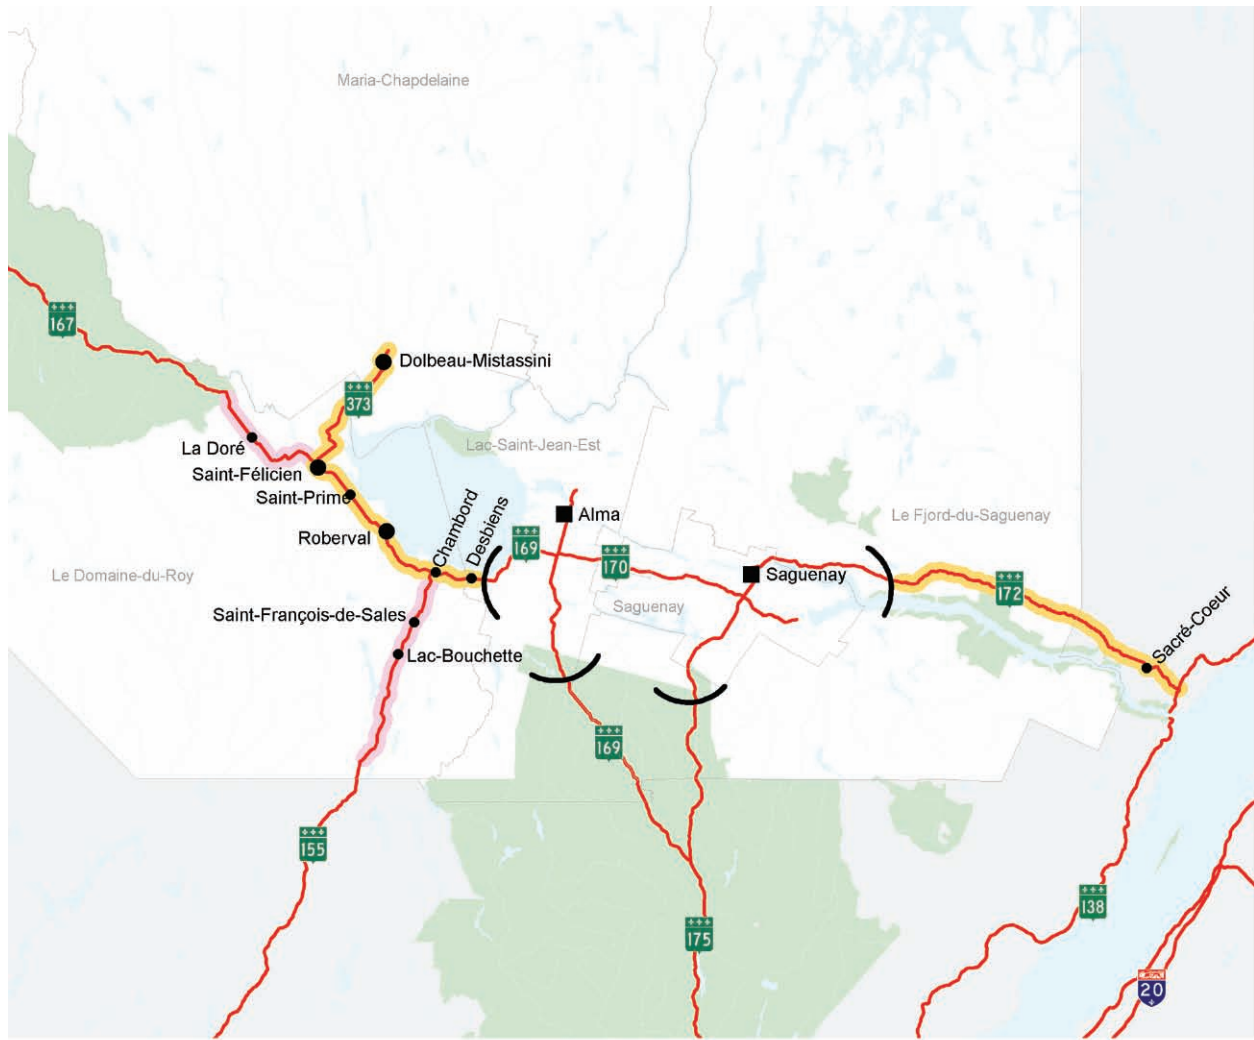 Maria-Chapdelaine
167
Dolbeau-Mistassini
373
La Doré
Lac-Saint-Jean-Est
Saint-Félicien
Saint-Prime
Chambord
Desbiens
Alma
Le Fjord-du-Saguenay
Roberval
169
170
Saguenay
172
Le Domaine-du-Roy
Saguenay
Saint-François-de-Sales
Sacré-Coeur
Lac-Bouchette
169
155
138
175
20